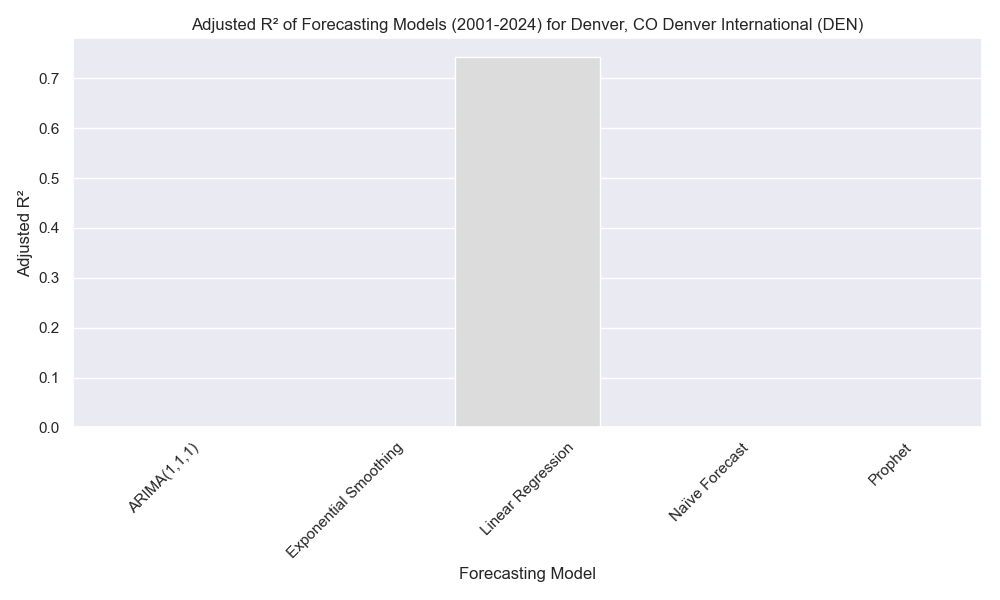 Adjusted R² of Forecasting Models (2001-2024) for Denver, CO Denver International (DEN)
Adjusted R²
0.7
0.6
0.5
0.4
0.3
0.2
0.1
0.0
ARIMA(1,1,1)
Exponential Smoothing
Linear Regression
Naïve Forecast
Prophet
Forecasting Model